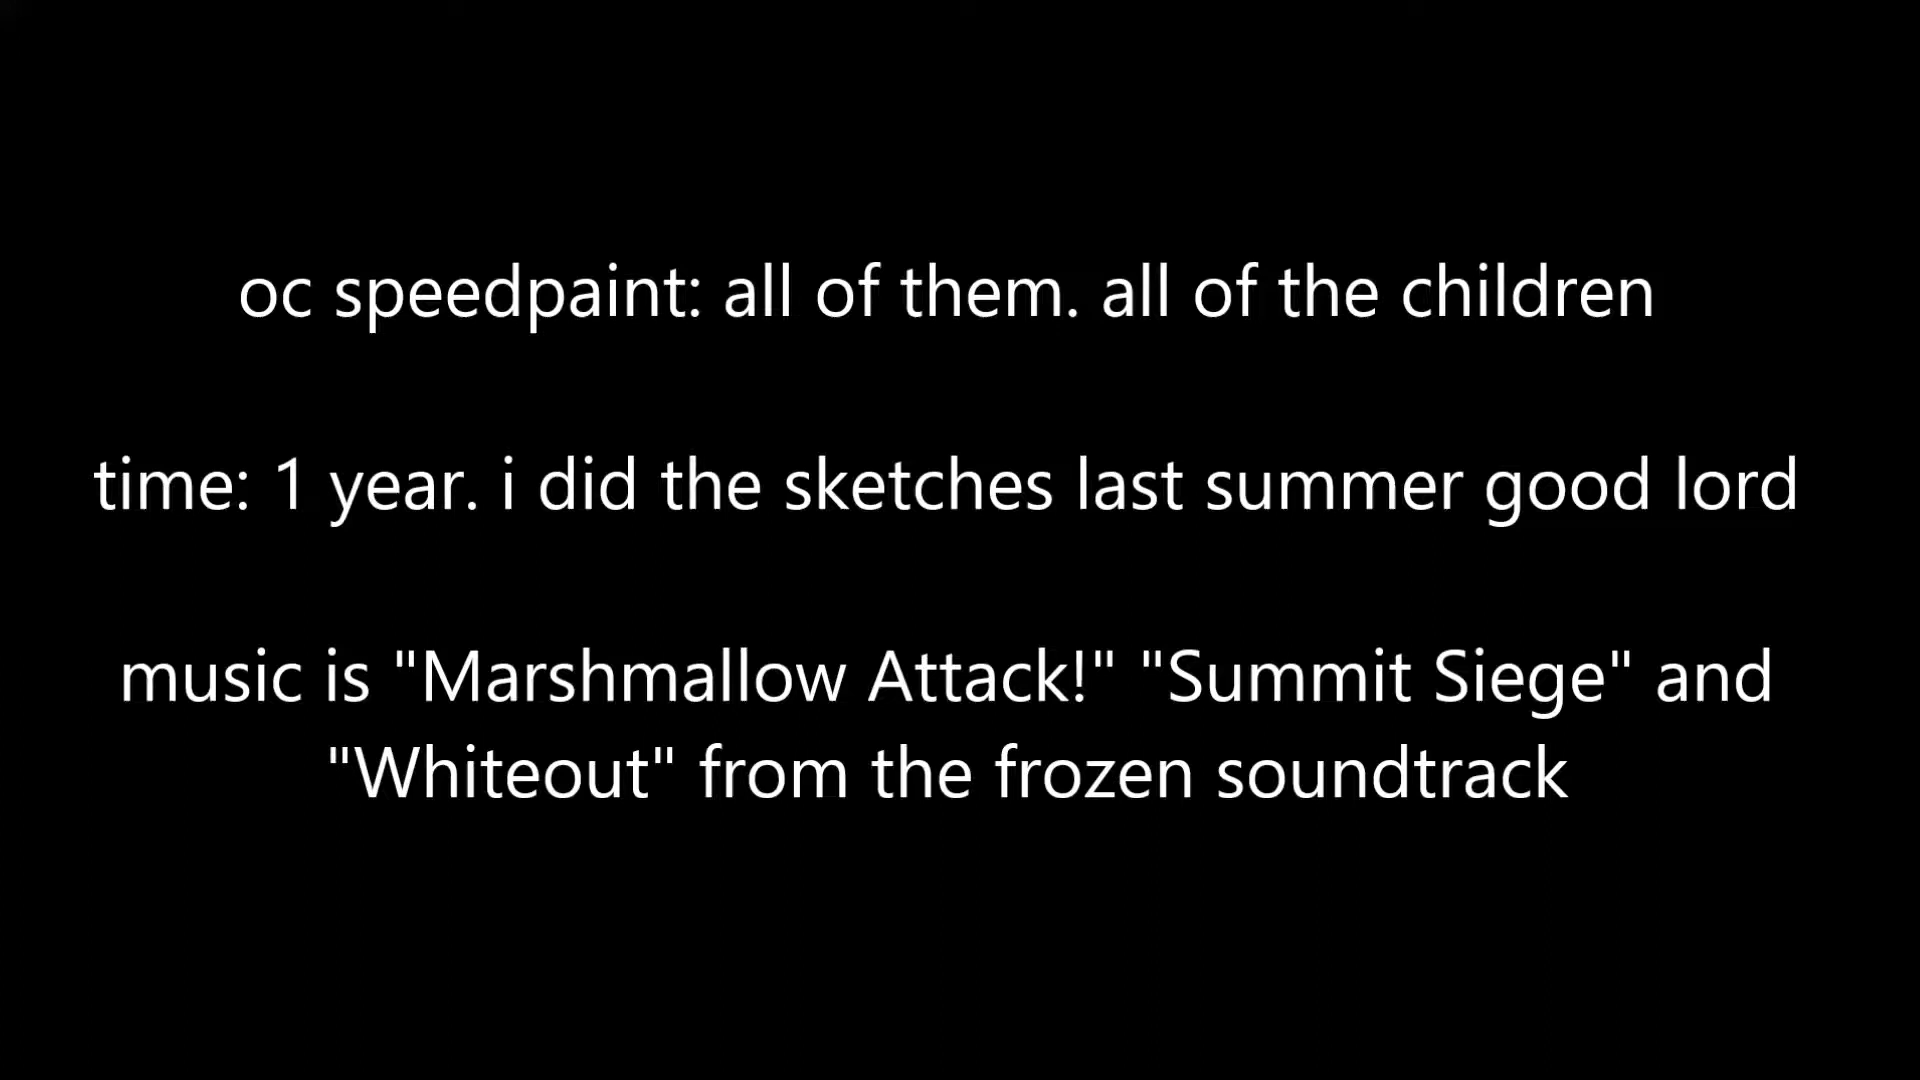 oc speedpaint: all of them. all of the children
time: 1 year. i did the sketches last summer good lord
music is "Marshmallow Attack!" "Summit Siege" and
"Whiteout" from the frozen soundtrack